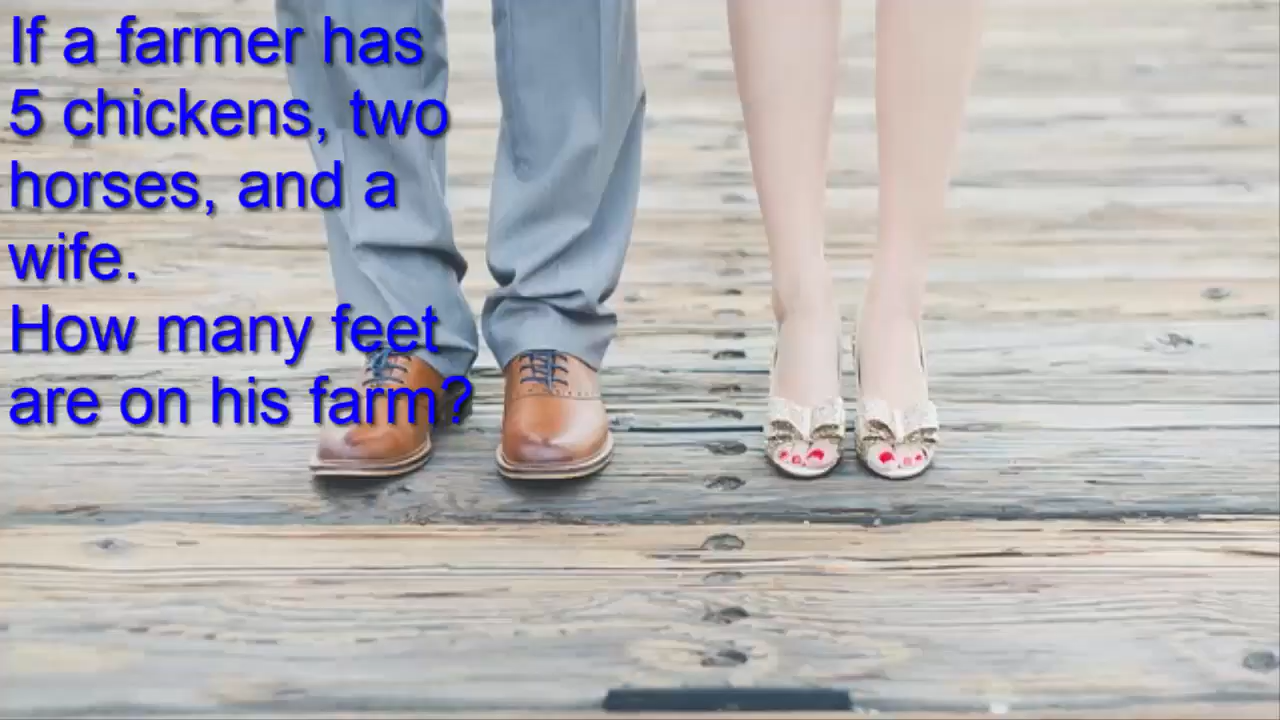 If a farmer has
5 chickens, two
horses, and a
wife.
How many feet
are on his farm?